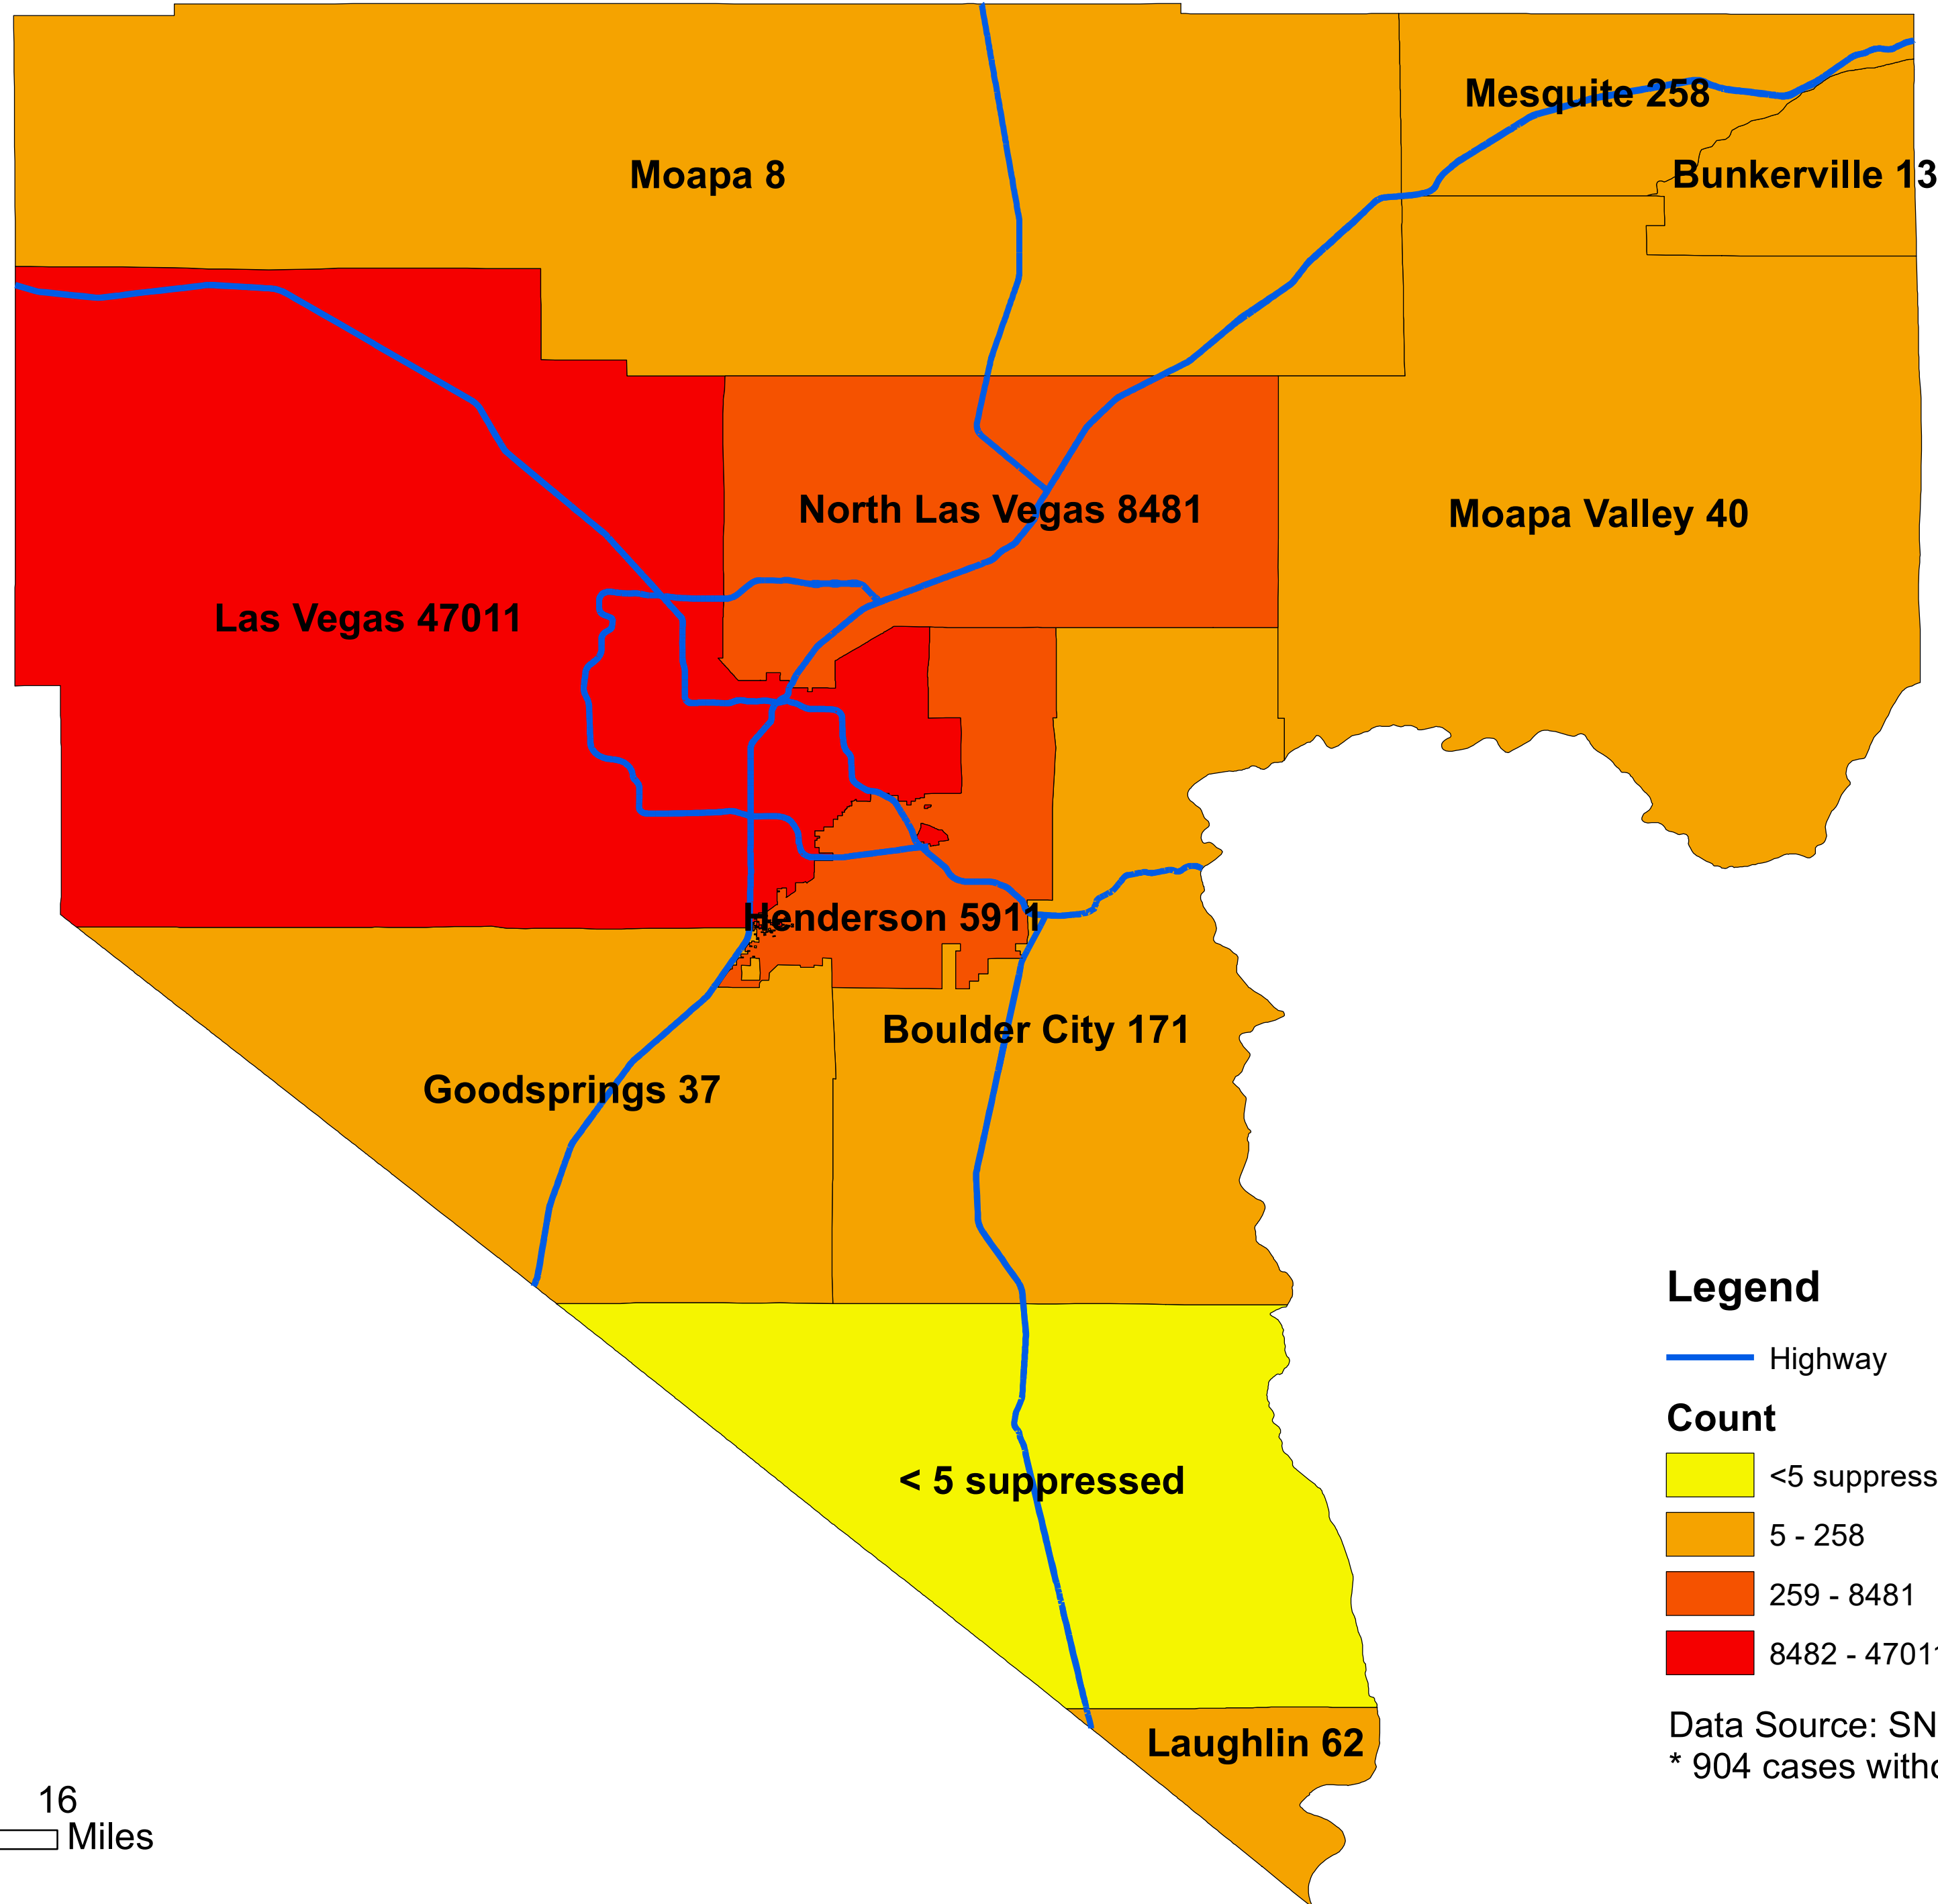 Mesquite 258
Moapa 8
Bunkerville 13
North Las Vegas 8481
Moapa Valley 40
Las Vegas 47011
Henderson 5911
Boulder City 171
Goodsprings 37
Legend
Highway
Count
< 5 suppressed
<5 suppress
5 - 258
259 - 8481
8482 - 47011
Data Source: SN
Laughlin 62
* 904 cases witho
16
Miles